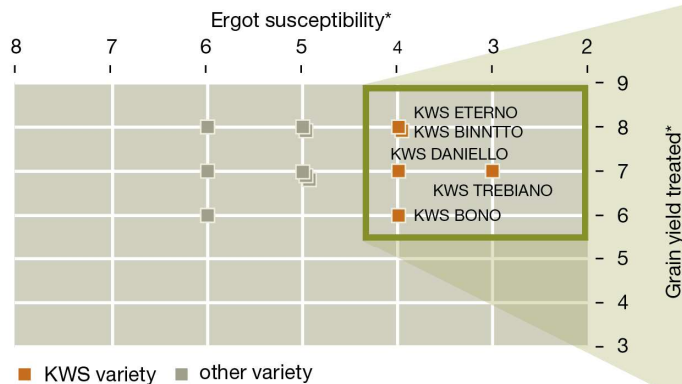 Ergot susceptibility*
8 7 6 5 4 3 2
9
KWS ETERNO
8
KWS BINNTTO
KWS DANIELLO
7
KWS TREBIANO
KWS BONO
6
5
4
3
Grain yield treated*
KWS variety other variety